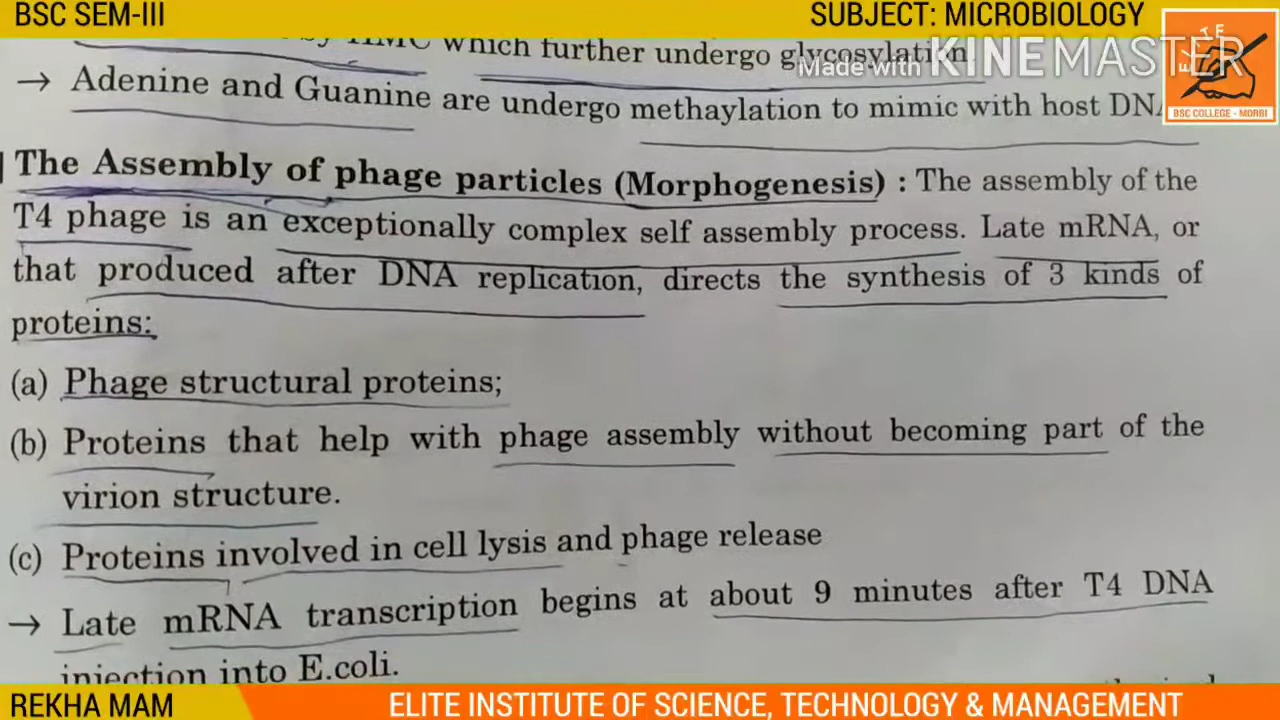 BSC SEM-III
SUBJECT: MICROBIOLOGY
which further undergo glycosylation.
Made with KINEMASTER
ELITE
BSC COLLEGE - MORBI
→ Adenine and Guanine are undergo methaylation to mimic with host DNA
The Assembly of phage particles (Morphogenesis) : The assembly of the
T4 phage is an exceptionally complex self assembly process. Late mRNA, or
that produced after DNA replication, directs the synthesis of 3 kinds of
proteins:
(a) Phage structural proteins;
(b) Proteins that help with phage assembly without becoming part of the
virion structure.
(c) Proteins involved in cell lysis and phage release
→ Late mRNA transcription begins at about 9 minutes after T4 DNA
injection into E.coli.
REKHA MAM
ELITE INSTITUTE OF SCIENCE, TECHNOLOGY & MANAGEMENT